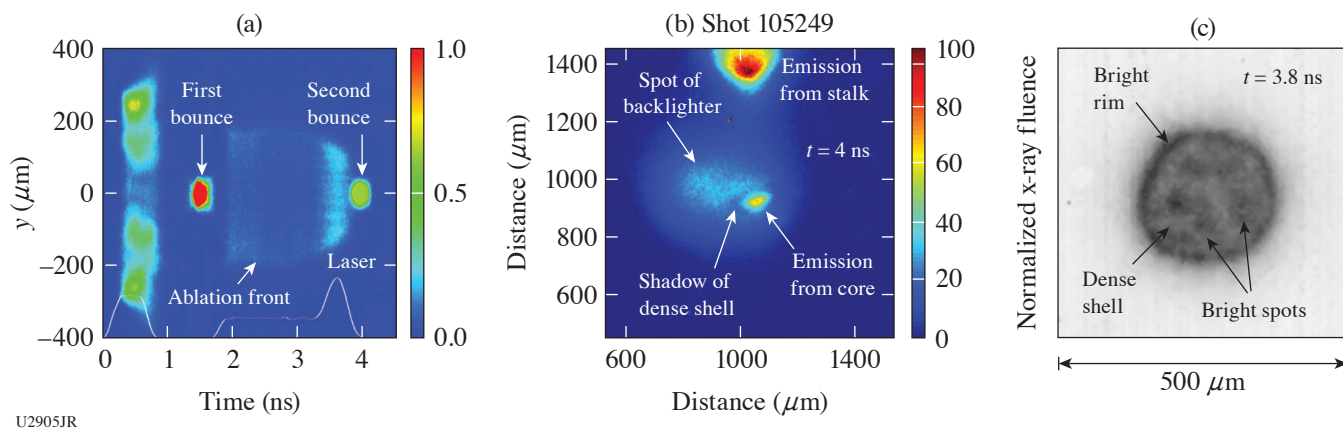 (a)
400
200
0
−200
−400
y (μm)
First
bounce
Second
bounce
Ablation front
Laser
0
1
2
3
4
Time (ns)
1.0
0.5
0.0
U2905JR
(b) Shot 105249
1400
1200
1000
800
600
Distance (μm)
Spot of
backlighter
Emission
from stalk
t = 4 ns
Shadow of
dense shell
Emission
from core
600
1000
1400
Distance (μm)
100
80
60
40
20
0
Normalized x-ray fluence
(c)
Bright
rim
t = 3.8 ns
Dense
shell
Bright spots
500 μm